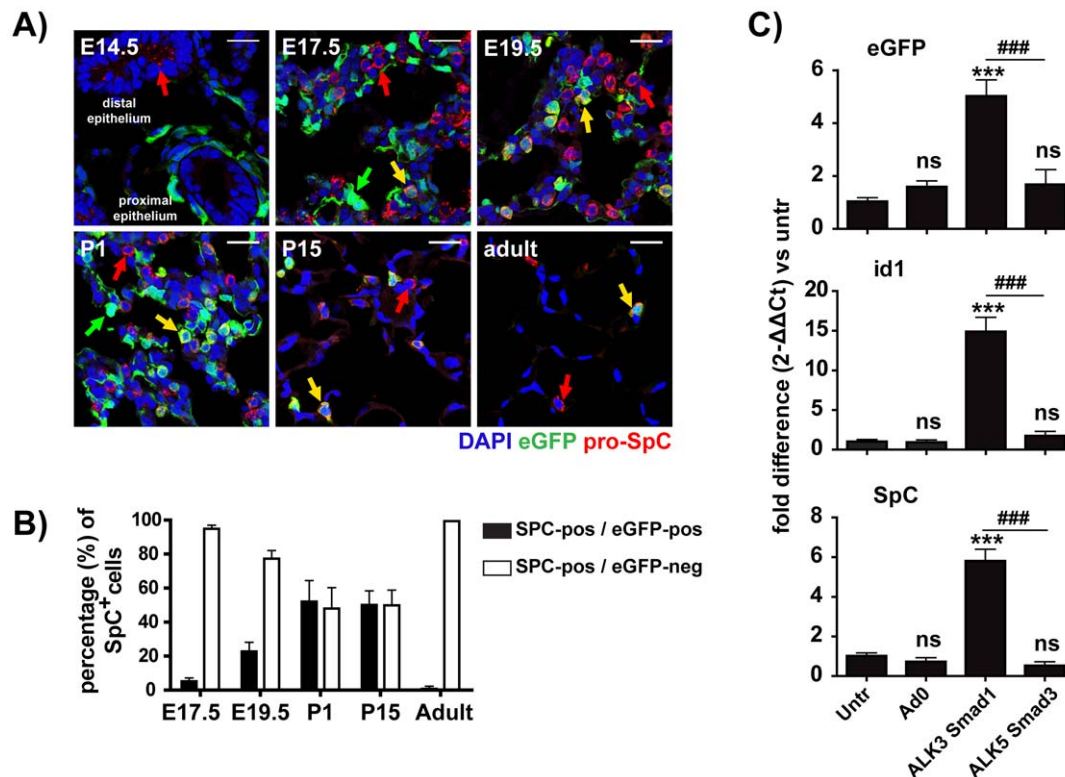 A)
E14.5
distal
epithelium
proximal
epithelium
E17.5
E19.5
P1
P15
adult
DAPI eGFP pro-SpC
B)
percentage (%) of
SpC+ cells
100
80
60
40
20
0
E17.5
E19.5
P1
P15
Adult
SPC-pos / eGFP-pos
SPC-pos / eGFP-neg
C)
fold difference (2-ΔΔCt) vs untr
eGFP
6
4
2
0
ns
***
###
ns
id1
20
15
10
5
0
ns
***
###
ns
SpC
8
6
4
2
0
ns
***
###
ns
Untr
Ad0
ALK3 Smad1
ALK5 Smad3